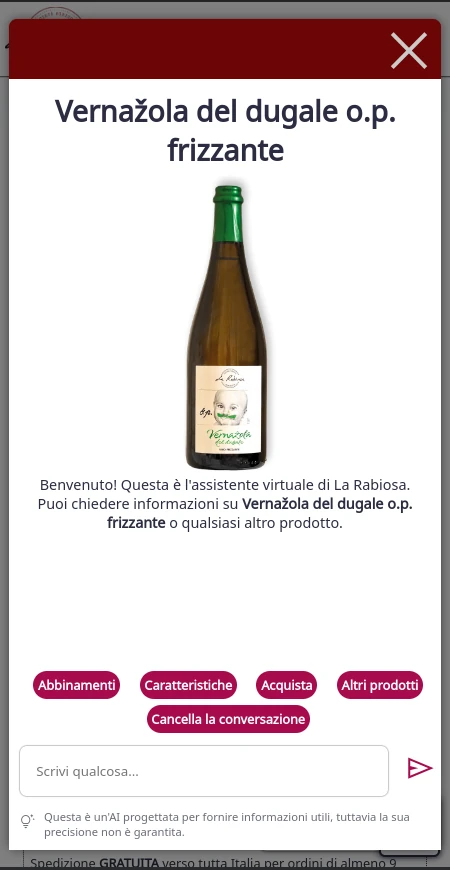 Vernažola del dugale o.p.
frizzante
La Rabiosa
o.p.
Vernažola
del dugale
Benvenuto! Questa è l'assistente virtuale di La Rabiosa.
Puoi chiedere informazioni su Vernažola del dugale o.p.
frizzante o qualsiasi altro prodotto.
Abbinamenti
Caratteristiche
Acquista
Altri prodotti
Cancella la conversazione
Scrivi qualcosa...
Questa è un'AI progettata per fornire informazioni utili, tuttavia la sua
precisione non è garantita.
Spedizione GRATUITA verso tutta Italia per ordini di almeno 9